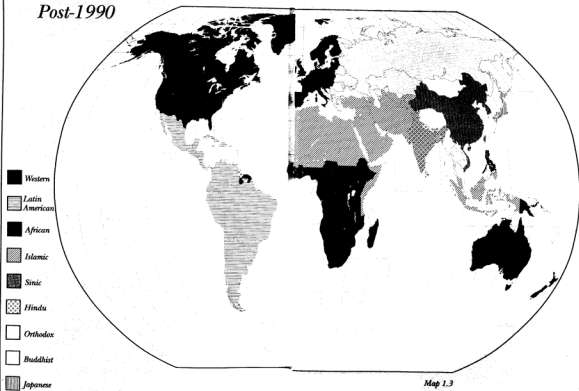 Post-1990
Western
Latin
American
African
Islamic
Sinic
Hindu
Orthodox
Buddhist
Japanese
Map 1.3